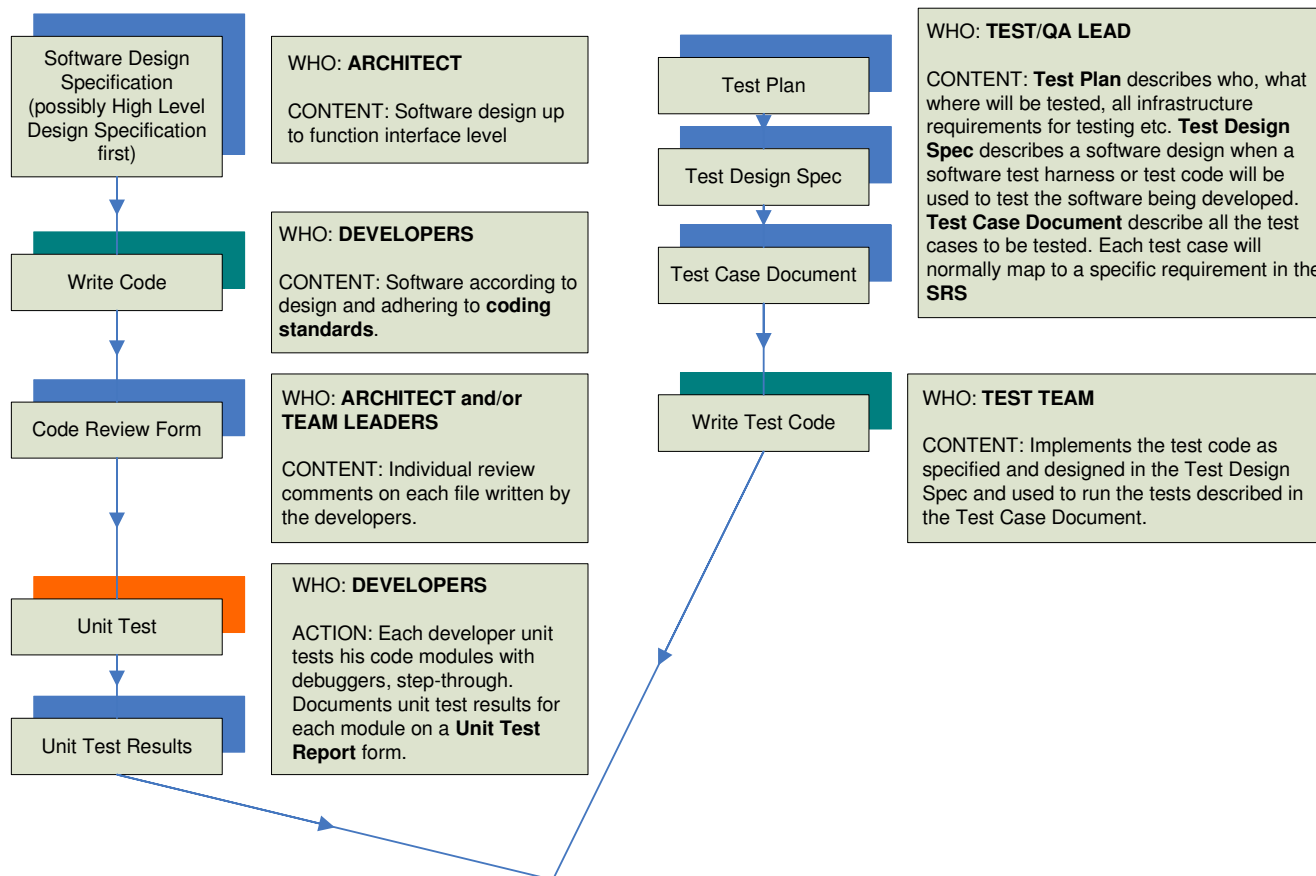 Software Design
Specification
(possibly High Level
Design Specification
first)
WHO: ARCHITECT
CONTENT: Software design up
to function interface level
Write Code
WHO: DEVELOPERS
CONTENT: Software according to
design and adhering to coding
standards.
Code Review Form
WHO: ARCHITECT and/or
TEAM LEADERS
CONTENT: Individual review
comments on each file written by
the developers.
Unit Test
Unit Test Results
WHO: DEVELOPERS
ACTION: Each developer unit
tests his code modules with
debuggers, step-through.
Documents unit test results for
each module on a Unit Test
Report form.
Test Plan
Test Design Spec
Test Case Document
WHO: TEST/QA LEAD
CONTENT: Test Plan describes who, what
where will be tested, all infrastructure
requirements for testing etc. Test Design
Spec describes a software design when a
software test harness or test code will be
used to test the software being developed.
Test Case Document describe all the test
cases to be tested. Each test case will
normally map to a specific requirement in the
SRS
Write Test Code
WHO: TEST TEAM
CONTENT: Implements the test code as
specified and designed in the Test Design
Spec and used to run the tests described in
the Test Case Document.